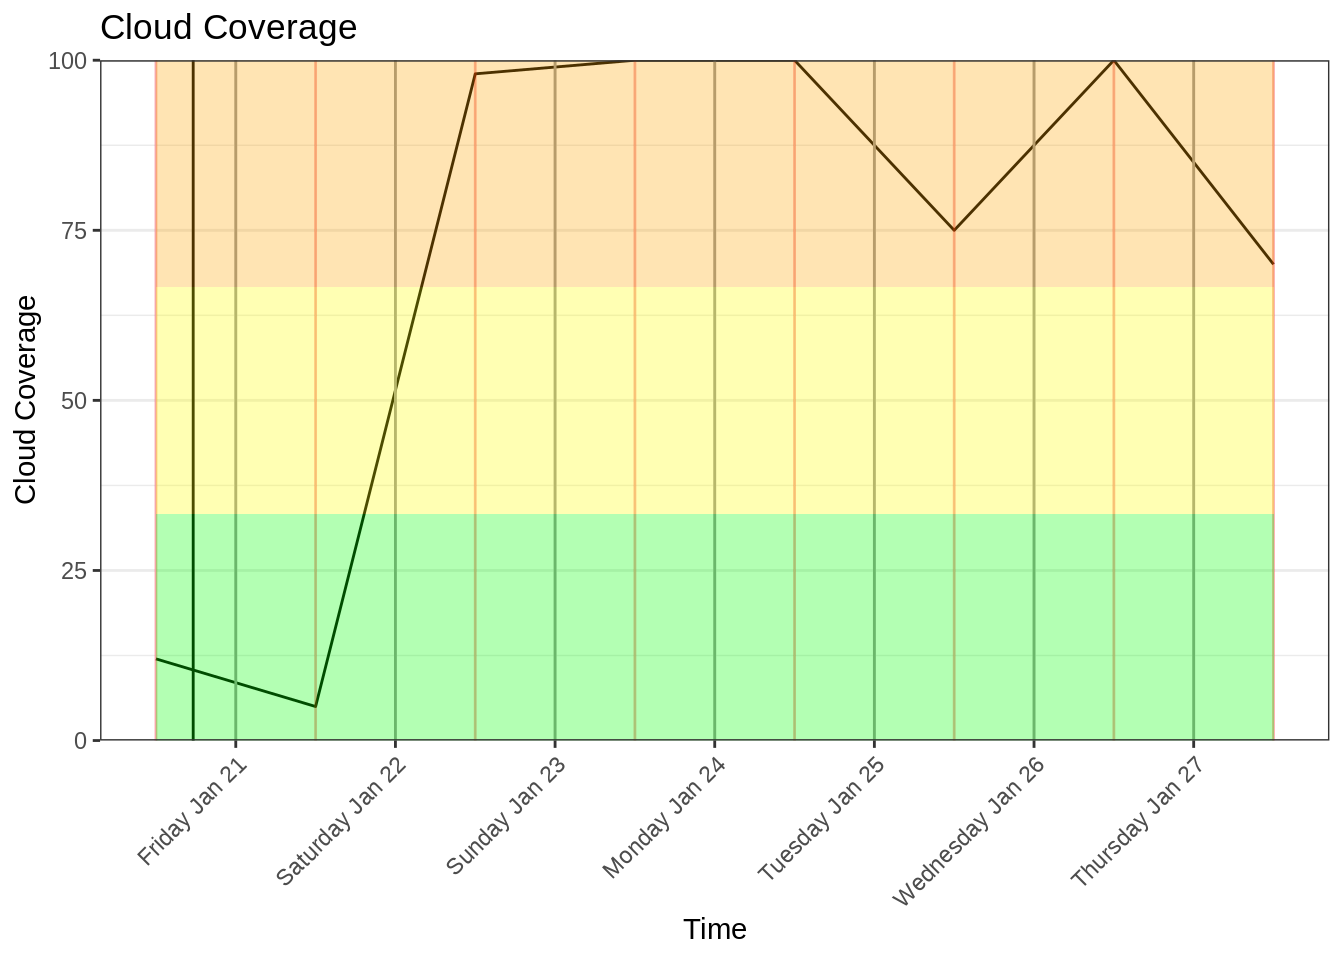 Cloud Coverage
Cloud Coverage
100
75
50
25
0
Friday Jan 21
Saturday Jan 22
Sunday Jan 23
Monday Jan 24
Tuesday Jan 25
Wednesday Jan 26
Thursday Jan 27
Time